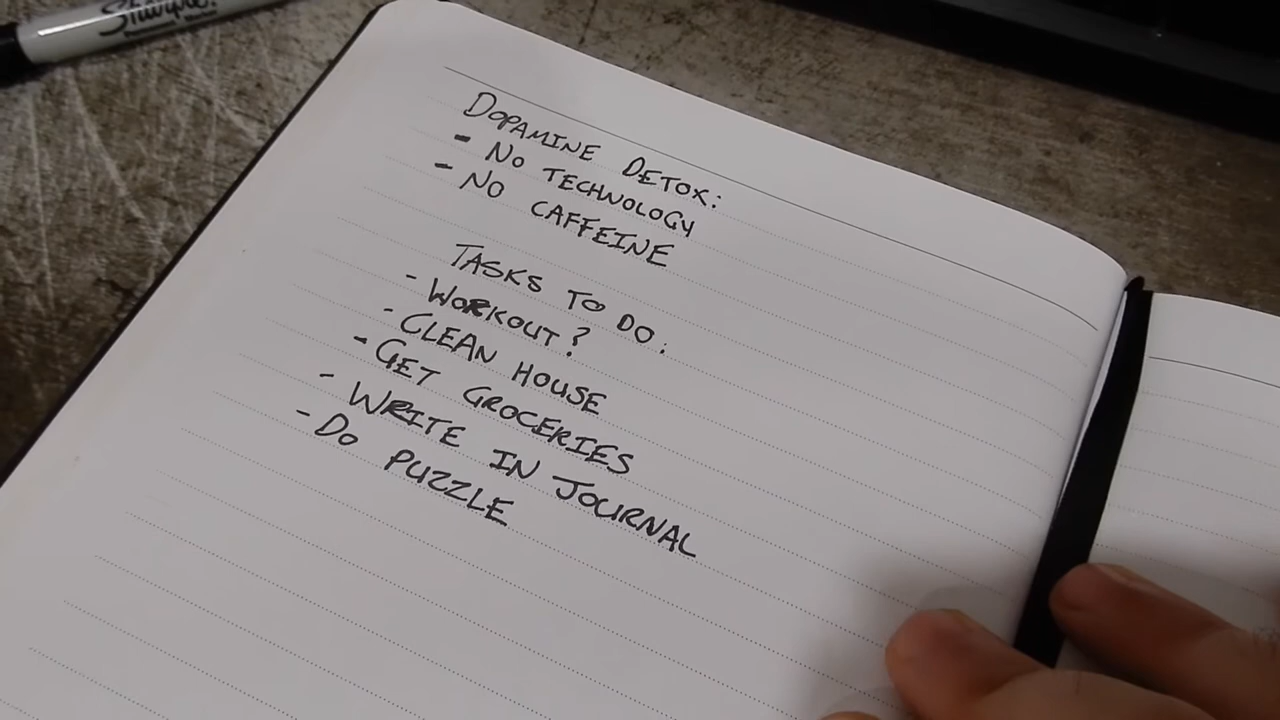 Sharpie
DOPAMINE DETOX:
- NO TECHNOLOGY
- NO CAFFEINE
TASKS TO DO:
- WORKOUT?
- CLEAN HOUSE
- GET GROCERIES
- WRITE IN JOURNAL
- DO PUZZLE